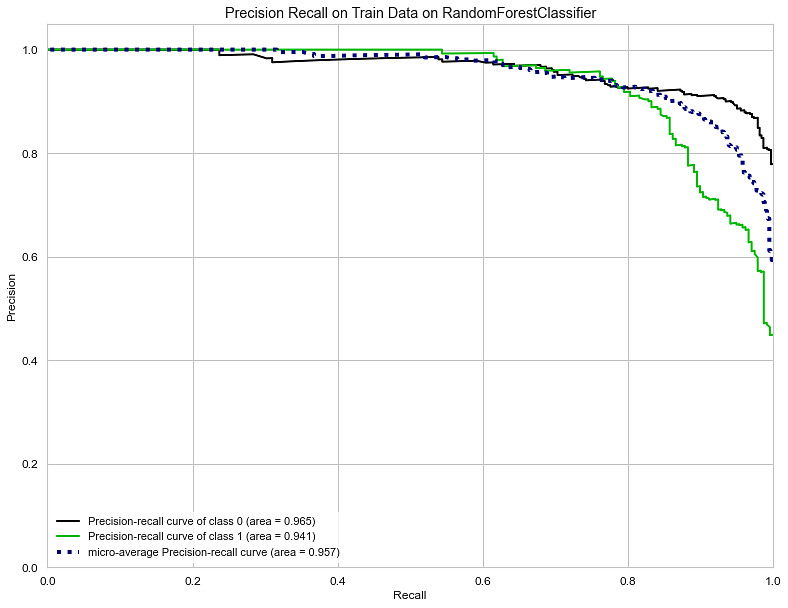 Precision Recall on Train Data on RandomForestClassifier
1.0
0.8
0.6
0.4
0.2
0.0
Precision
Precision-recall curve of class 0 (area = 0.965)
Precision-recall curve of class 1 (area = 0.941)
micro-average Precision-recall curve (area = 0.957)
0.0 0.2 0.4 0.6 0.8 1.0
Recall